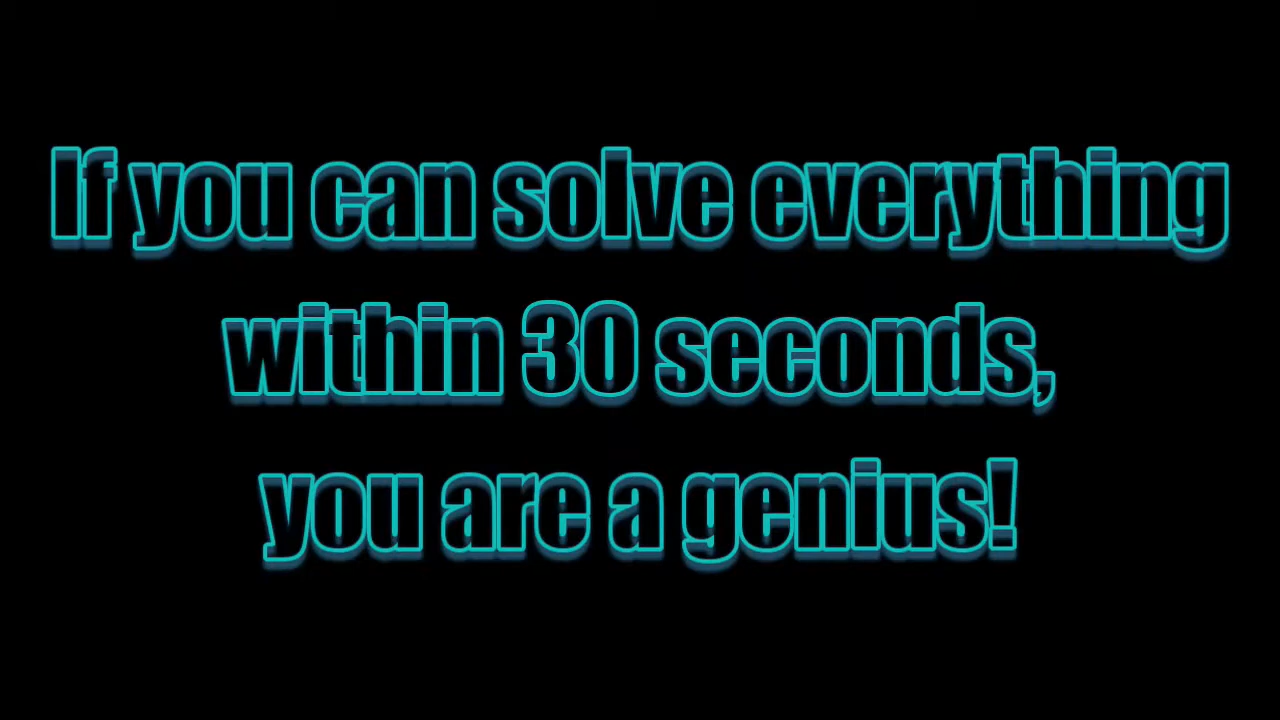 If you can solve everything
within 30 seconds,
you are a genius!